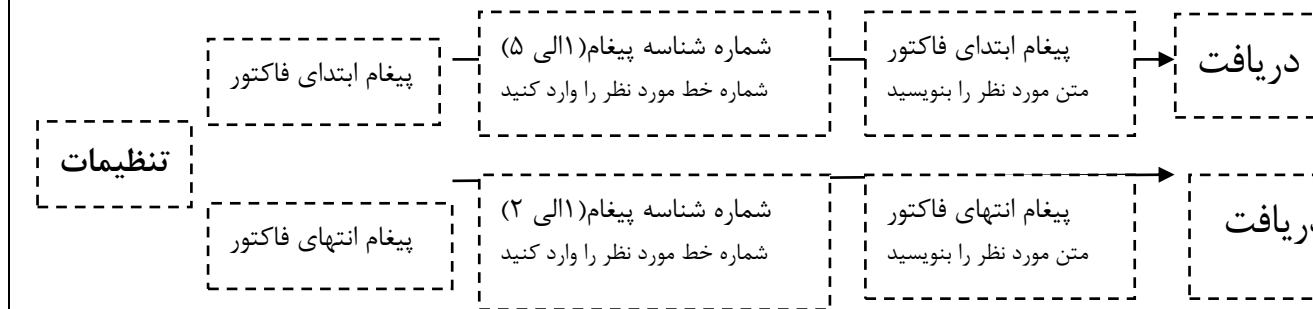 تنظیمات
پیغام ابتدای فاکتور
شماره شناسه پیغام(۱الی ۵)
شماره خط مورد نظر را وارد کنید
پیغام ابتدای فاکتور
متن مورد نظر را بنویسید
دریافت
پیغام انتهای فاکتور
شماره شناسه پیغام(۱الی ۲)
شماره خط مورد نظر را وارد کنید
پیغام انتهای فاکتور
متن مورد نظر را بنویسید
دریافت